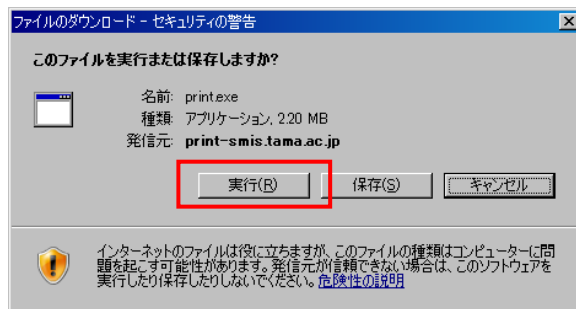 ファイルのダウンロード - セキュリティの警告
このファイルを実行または保存しますか?
名前: print.exe
種類: アプリケーション, 2.20 MB
発信元: print-smis.tama.ac.jp
実行(R) 保存(S) キャンセル
インターネットのファイルは役に立ちますが、このファイルの種類はコンピューターに問
題を起こす可能性があります。発信元が信頼できない場合は、このソフトウェアを
実行したり保存したりしないでください。危険性の説明